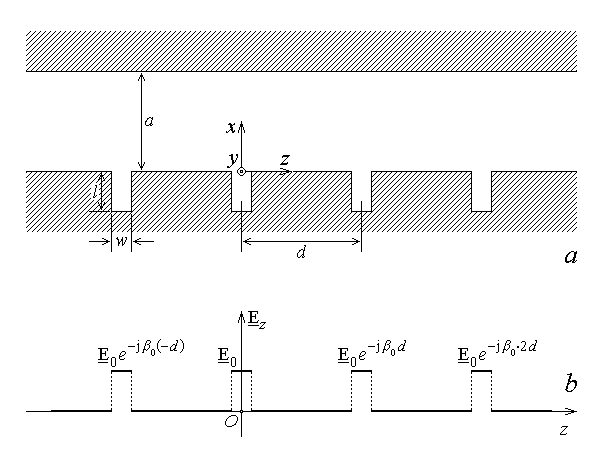 a
x
y z
l
w
d
a
E_z
E_0e^{-jβ_0(-d)} E_0 E_0e^{-jβ_0d} E_0e^{-jβ_0·2d}
b
O
z